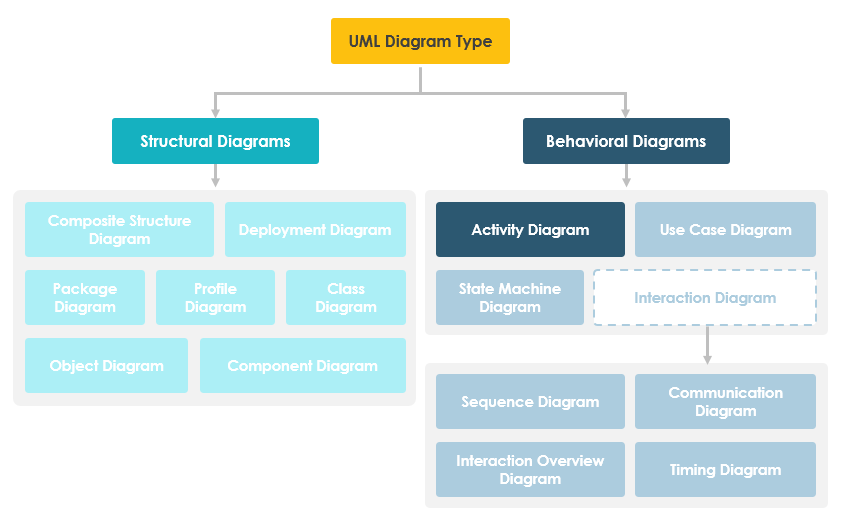 UML Diagram Type
Structural Diagrams
Behavioral Diagrams
Composite Structure
Diagram
Deployment Diagram
Package
Diagram
Profile
Diagram
Class
Diagram
Object Diagram
Component Diagram
Activity Diagram
Use Case Diagram
State Machine
Diagram
Interaction Diagram
Sequence Diagram
Communication
Diagram
Interaction Overview
Diagram
Timing Diagram